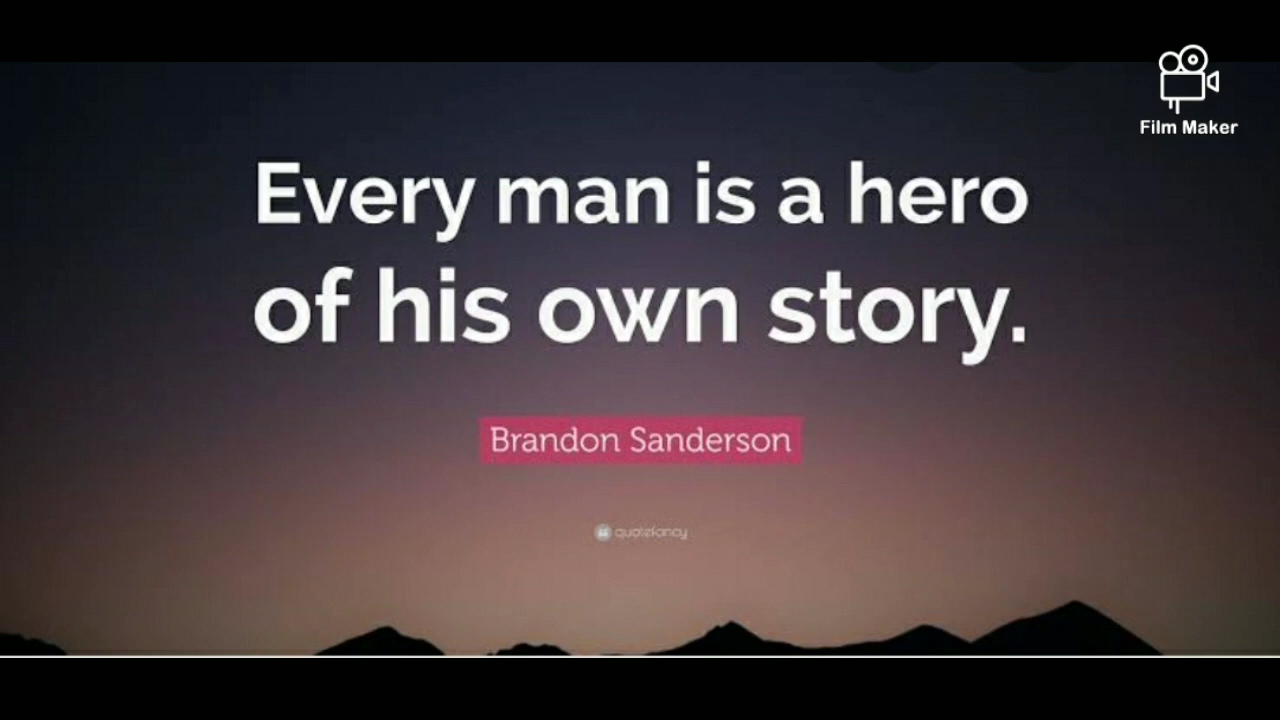 Film Maker
Every man is a hero
of his own story.
Brandon Sanderson
quotefancy